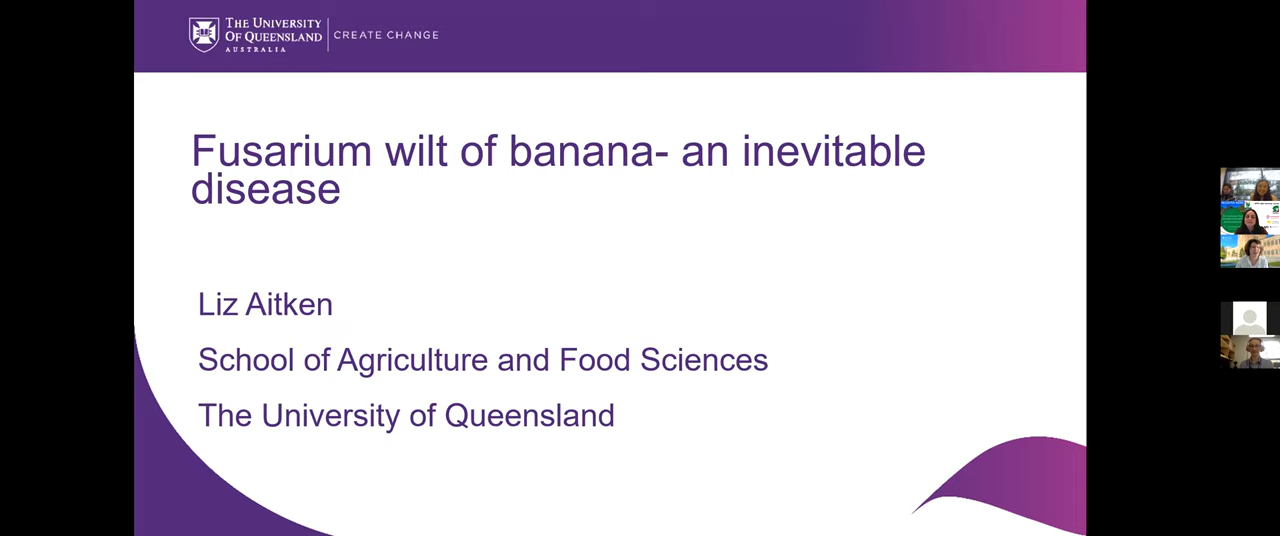 THE UNIVERSITY
OF QUEENSLAND
AUSTRALIA
CREATE CHANGE
Fusarium wilt of banana- an inevitable
disease
Liz Aitken
School of Agriculture and Food Sciences
The University of Queensland